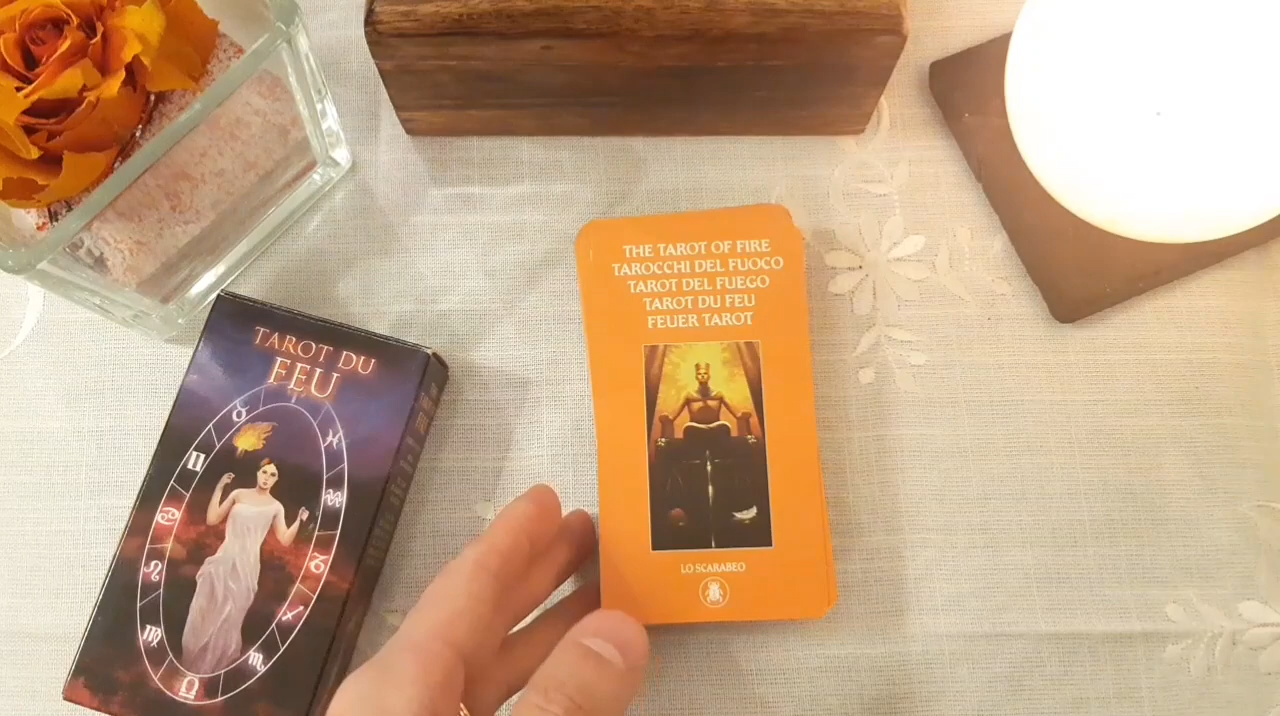 TAROT DU
FEU
THE TAROT OF FIRE
TAROCCHI DEL FUOCO
TAROT DEL FUEGO
TAROT DU FEU
FEUER TAROT
LO SCARABEO